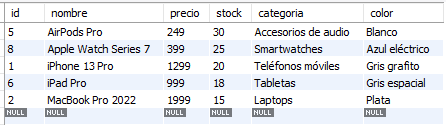 id nombre precio stock categoria color
5 AirPods Pro 249 30 Accesorios de audio Blanco
8 Apple Watch Series 7 399 25 Smartwatches Azul eléctrico
1 iPhone 13 Pro 1299 20 Teléfonos móviles Gris grafito
6 iPad Pro 999 18 Tabletas Gris espacial
2 MacBook Pro 2022 1999 15 Laptops Plata
NULL NULL NULL NULL NULL NULL